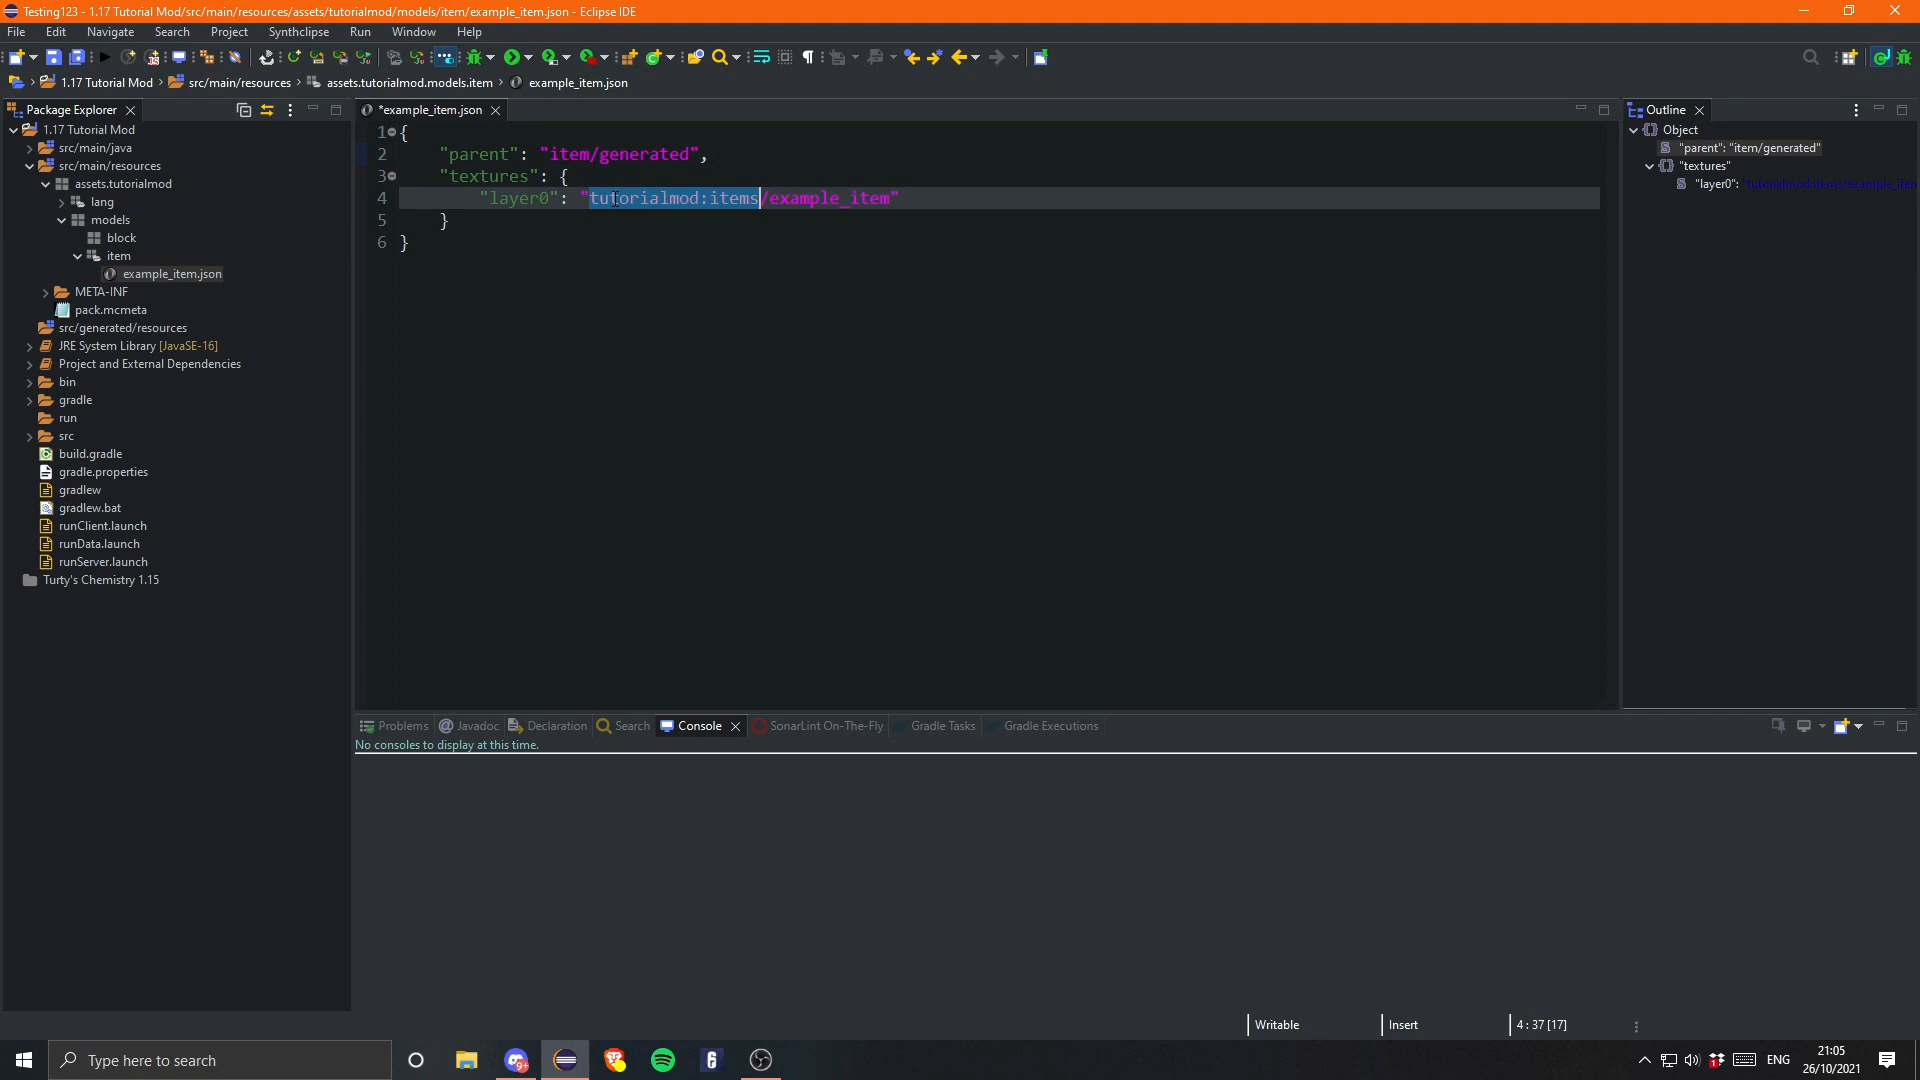 Testing123 - 1.17 Tutorial Mod/src/main/resources/assets/tutorialmod/models/item/example_item.json - Eclipse IDE
File Edit Navigate Search Project Synthclipse Run Window Help
1.17 Tutorial Mod src/main/resources assets.tutorialmod.models.item example_item.json
Package Explorer
1.17 Tutorial Mod
src/main/java
src/main/resources
assets.tutorialmod
lang
models
block
item
example_item.json
META-INF
pack.mcmeta
src/generated/resources
JRE System Library [JavaSE-16]
Project and External Dependencies
bin
gradle
run
src
build.gradle
gradle.properties
gradlew
gradlew.bat
runClient.launch
runData.launch
runServer.launch
Turty's Chemistry 1.15
*example_item.json
1 {
2 "parent": "item/generated",
3 "textures": {
4 "layer0": "tutorialmod:items/example_item"
5 }
6 }
Outline
Object
"parent": "item/generated"
"textures"
"layer0": "tutorialmod:items/example_iten
Problems Javadoc Declaration Search Console SonarLint On-The-Fly Gradle Tasks Gradle Executions
No consoles to display at this time.
Writable Insert 4 : 37 [17]
Type here to search
9+
ENG
21:05
26/10/2021